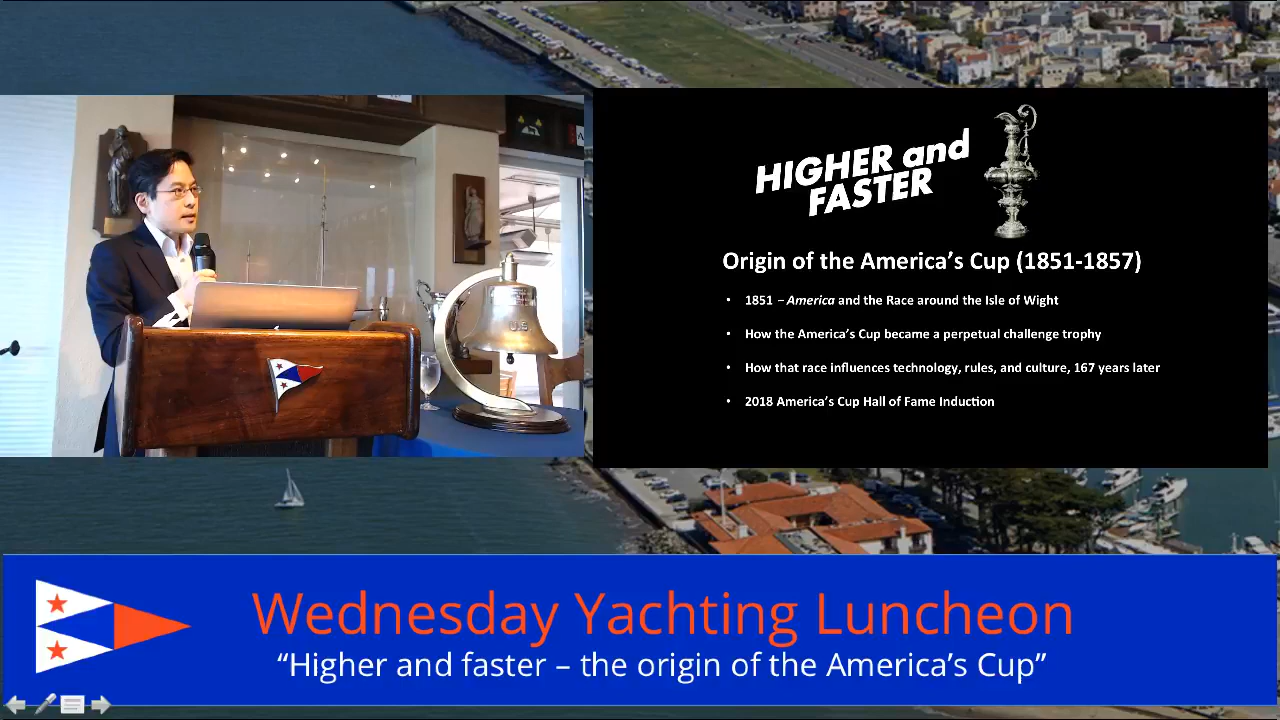 U.S.
HIGHER and
FASTER
Origin of the America's Cup (1851-1857)
• 1851 – America and the Race around the Isle of Wight
• How the America's Cup became a perpetual challenge trophy
• How that race influences technology, rules, and culture, 167 years later
• 2018 America's Cup Hall of Fame Induction
Wednesday Yachting Luncheon
“Higher and faster – the origin of the America's Cup”